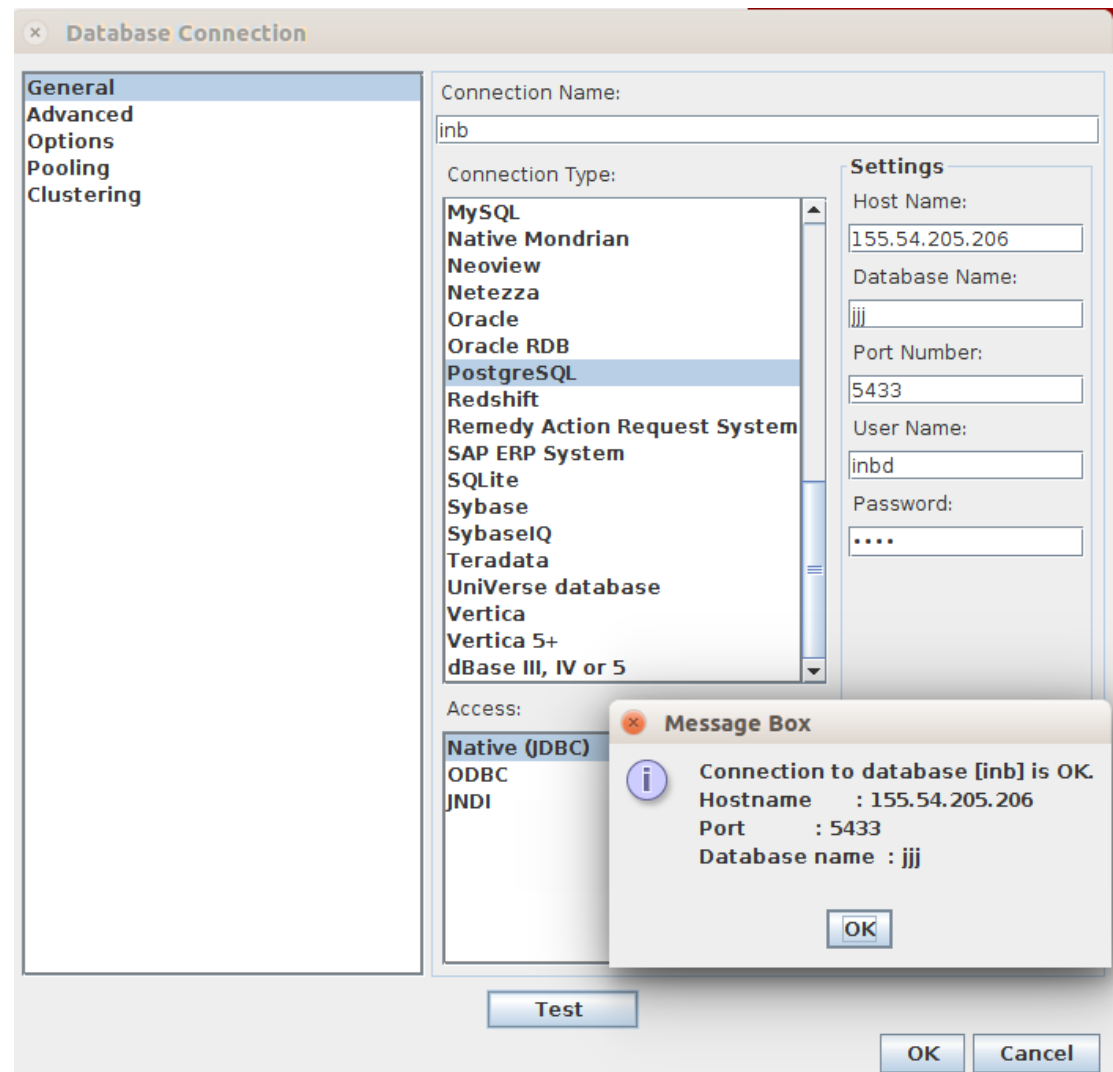 Database Connection
General
Advanced
Options
Pooling
Clustering
Connection Name:
inb
Connection Type:
MySQL
Native Mondrian
Neoview
Netezza
Oracle
Oracle RDB
PostgreSQL
Redshift
Remedy Action Request System
SAP ERP System
SQLite
Sybase
SybaseIQ
Teradata
UniVerse database
Vertica
Vertica 5+
dBase III, IV or 5
Settings
Host Name:
155.54.205.206
Database Name:
jjj
Port Number:
5433
User Name:
inbd
Password:
••••
Access:
Native (JDBC)
ODBC
JNDI
Message Box
Connection to database [inb] is OK.
Hostname : 155.54.205.206
Port : 5433
Database name : jjj
OK
Test
OK Cancel